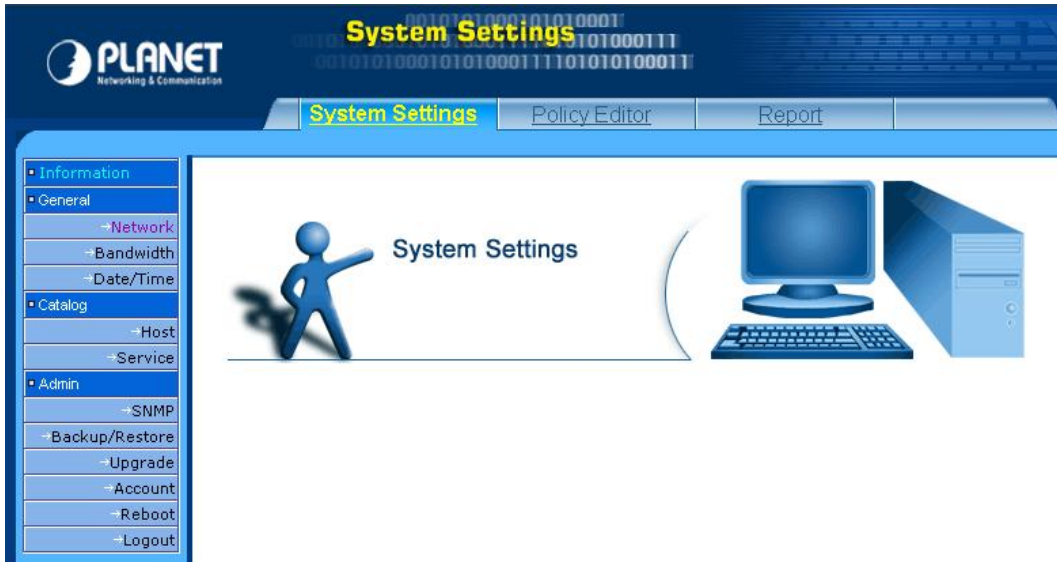 PLANET
Networking & Communication
System Settings
System Settings
Policy Editor
Report
Information
General
Network
Bandwidth
Date/Time
Catalog
Host
Service
Admin
SNMP
Backup/Restore
Upgrade
Account
Reboot
Logout
System Settings